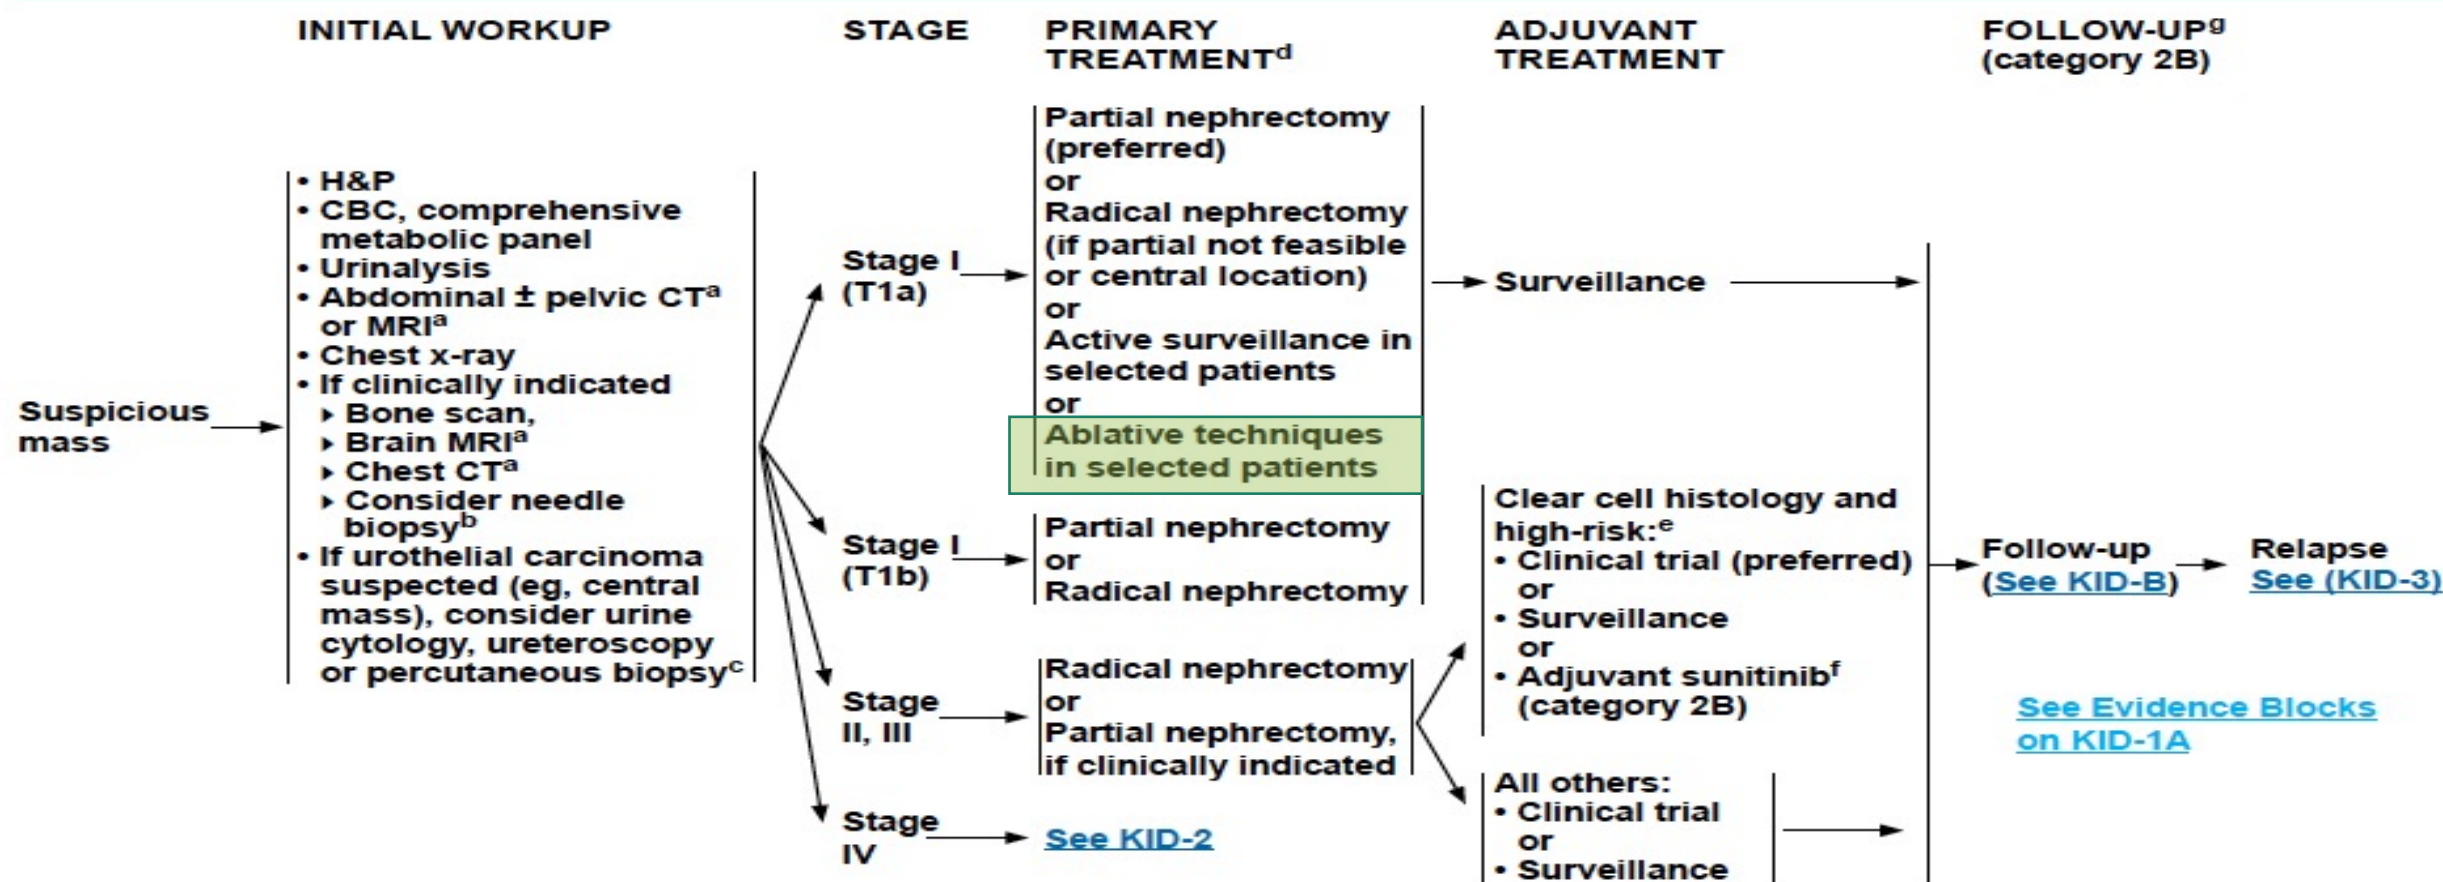 INITIAL WORKUP
STAGE
PRIMARY
TREATMENTᵈ
ADJUVANT
TREATMENT
FOLLOW-UPᵍ
(category 2B)
Suspicious
mass
• H&P
• CBC, comprehensive
metabolic panel
• Urinalysis
• Abdominal ± pelvic CTᵃ
or MRIᵃ
• Chest x-ray
• If clinically indicated
▸ Bone scan,
▸ Brain MRIᵃ
▸ Chest CTᵃ
▸ Consider needle
biopsyᵇ
• If urothelial carcinoma
suspected (eg, central
mass), consider urine
cytology, ureteroscopy
or percutaneous biopsyᶜ
Stage I
(T1a)
Partial nephrectomy
(preferred)
or
Radical nephrectomy
(if partial not feasible
or central location)
or
Active surveillance in
selected patients
or
Ablative techniques
in selected patients
Surveillance
Stage I
(T1b)
Partial nephrectomy
or
Radical nephrectomy
Stage
II, III
Radical nephrectomy
or
Partial nephrectomy,
if clinically indicated
Clear cell histology and
high-risk:ᵉ
• Clinical trial (preferred)
or
• Surveillance
or
• Adjuvant sunitinibᶠ
(category 2B)
All others:
• Clinical trial
or
• Surveillance
Stage
IV
See KID-2
Follow-up
(See KID-B)
Relapse
See (KID-3)
See Evidence Blocks
on KID-1A